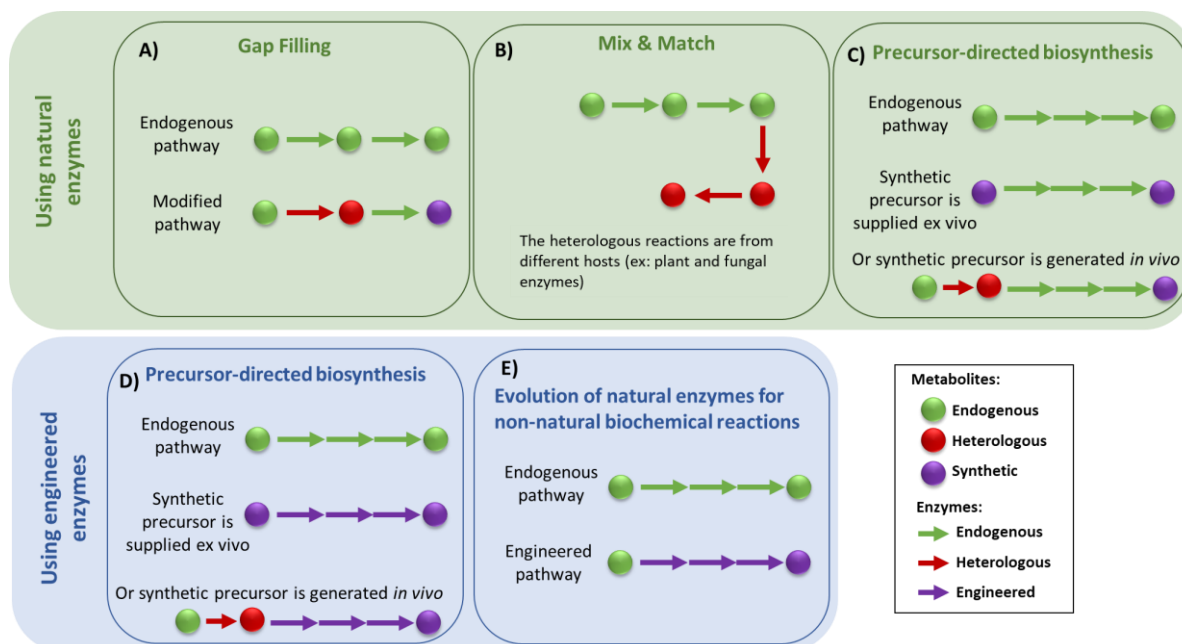 Using natural
enzymes
A)
Gap Filling
Endogenous
pathway
Modified
pathway
B)
Mix & Match
The heterologous reactions are from
different hosts (ex: plant and fungal
enzymes)
C) Precursor-directed biosynthesis
Endogenous
pathway
Synthetic
precursor is
supplied ex vivo
Or synthetic precursor is generated in vivo
Using engineered
enzymes
D) Precursor-directed biosynthesis
Endogenous
pathway
Synthetic
precursor is
supplied ex vivo
Or synthetic precursor is generated in vivo
E)
Evolution of natural enzymes for
non-natural biochemical reactions
Endogenous
pathway
Engineered
pathway
Metabolites:
Endogenous
Heterologous
Synthetic
Enzymes:
Endogenous
Heterologous
Engineered